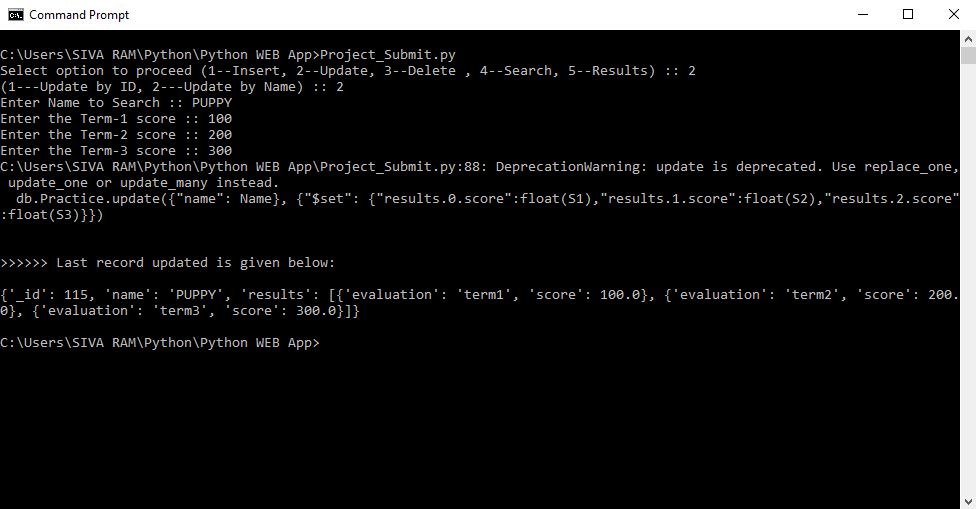 Command Prompt
C:\Users\SIVA RAM\Python\Python WEB App>Project_Submit.py
Select option to proceed (1--Insert, 2--Update, 3--Delete , 4--Search, 5--Results) :: 2
(1---Update by ID, 2---Update by Name) :: 2
Enter Name to Search :: PUPPY
Enter the Term-1 score :: 100
Enter the Term-2 score :: 200
Enter the Term-3 score :: 300
C:\Users\SIVA RAM\Python\Python WEB App\Project_Submit.py:88: DeprecationWarning: update is deprecated. Use replace_one,
 update_one or update_many instead.
  db.Practice.update({"name": Name}, {"$set": {"results.0.score":float(S1),"results.1.score":float(S2),"results.2.score"
:float(S3)}})
>>>>>> Last record updated is given below:
{'_id': 115, 'name': 'PUPPY', 'results': [{'evaluation': 'term1', 'score': 100.0}, {'evaluation': 'term2', 'score': 200.
0}, {'evaluation': 'term3', 'score': 300.0}]}
C:\Users\SIVA RAM\Python\Python WEB App>